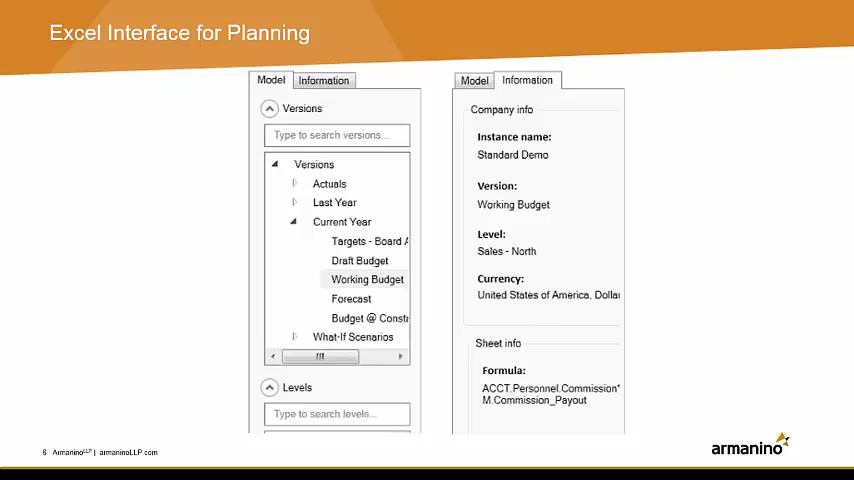 Excel Interface for Planning
Model
Information
Versions
Type to search versions...
Versions
Actuals
Last Year
Current Year
Targets - Board A
Draft Budget
Working Budget
Forecast
Budget @ Consta
What-If Scenarios
Levels
Type to search levels...
Model
Information
Company info
Instance name:
Standard Demo
Version:
Working Budget
Level:
Sales - North
Currency:
United States of America, Dollar
Sheet info
Formula:
ACCT.Personnel.Commission*
M.Commission_Payout
6 ArmaninoLLP | armaninoLLP.com
armanino